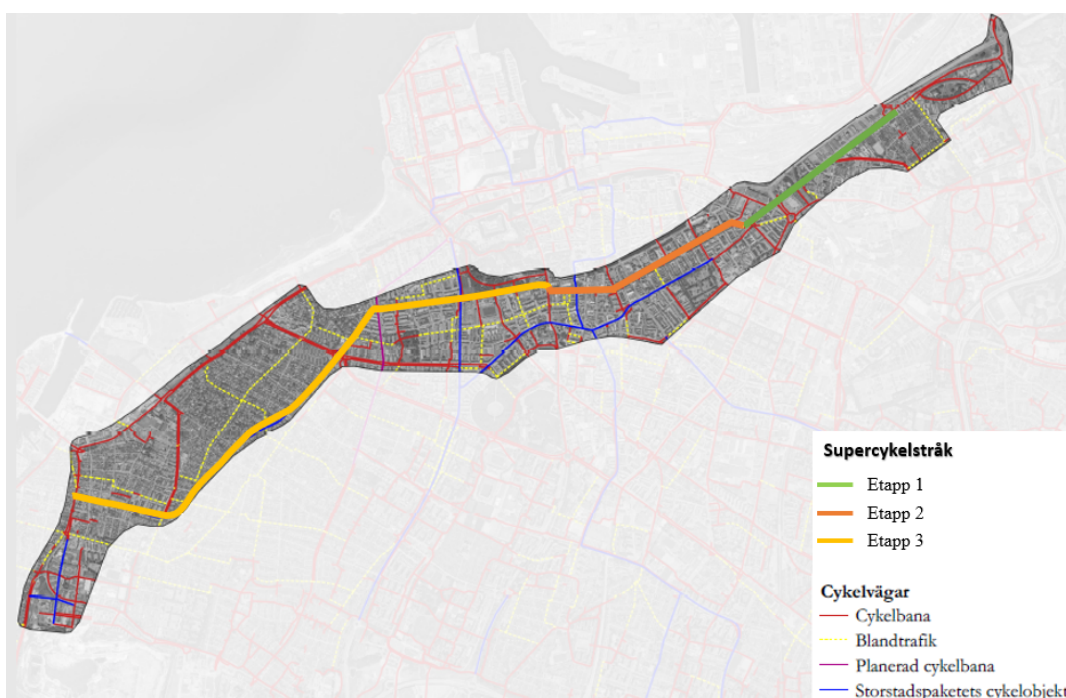 Supercykelstråk
Etapp 1
Etapp 2
Etapp 3
Cykelvägar
Cykelbana
Blandtrafik
Planerad cykelbana
Storstadspaketets cykelobjekt